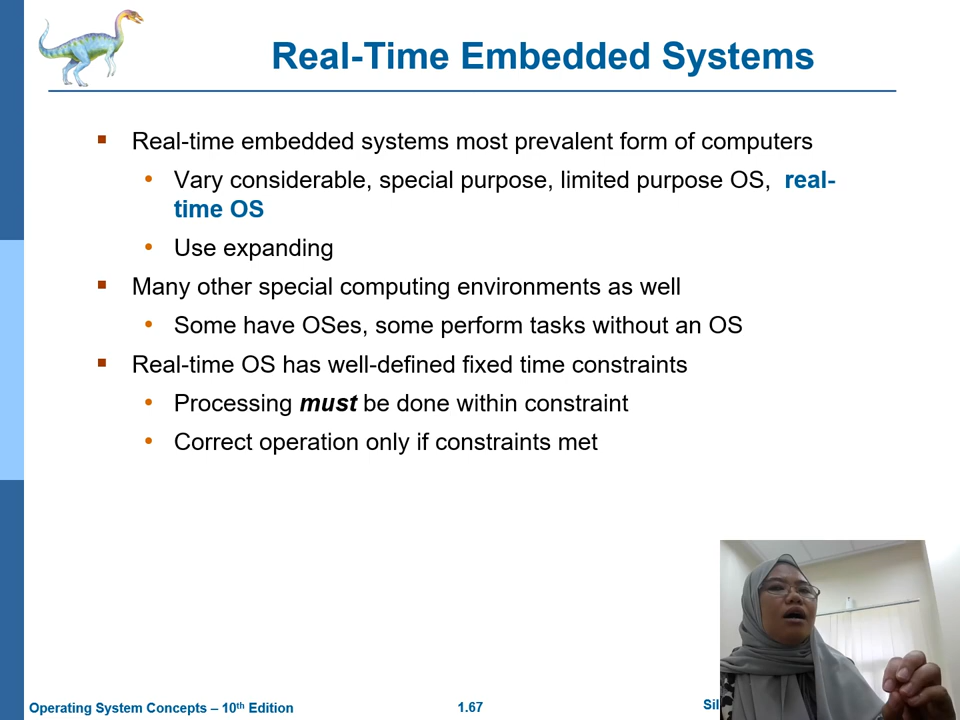 Real-Time Embedded Systems
Real-time embedded systems most prevalent form of computers
Vary considerable, special purpose, limited purpose OS, real-
time OS
Use expanding
Many other special computing environments as well
Some have OSes, some perform tasks without an OS
Real-time OS has well-defined fixed time constraints
Processing must be done within constraint
Correct operation only if constraints met
Operating System Concepts – 10th Edition
1.67
Sil